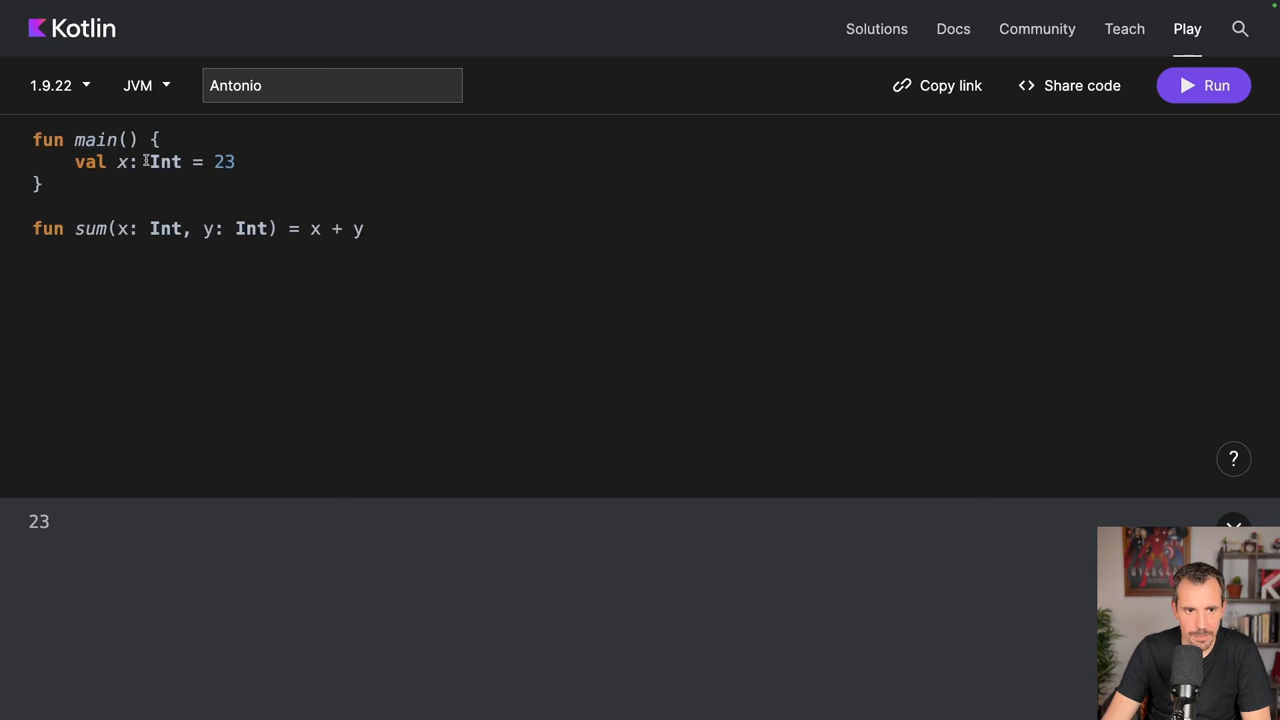 Kotlin
Solutions Docs Community Teach Play
1.9.22 JVM Antonio Copy link <> Share code Run
fun main() {
    val x: Int = 23
}
fun sum(x: Int, y: Int) = x + y
?
23
AVENGERS